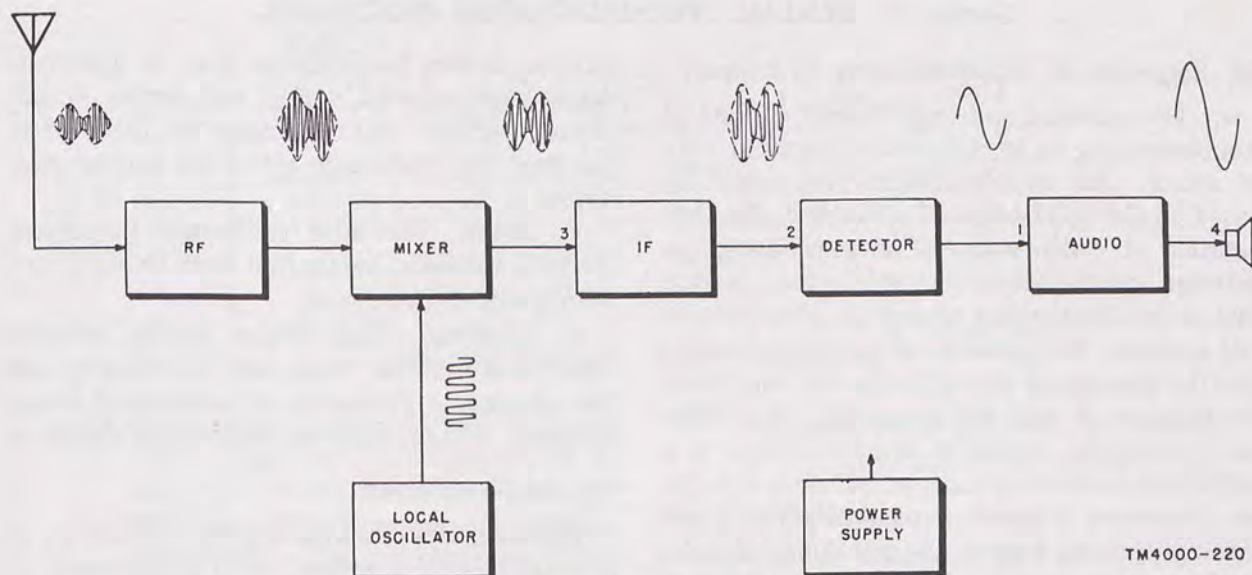 RF
MIXER
3
IF
2
DETECTOR
1
AUDIO
4
LOCAL
OSCILLATOR
POWER
SUPPLY
TM4000-220